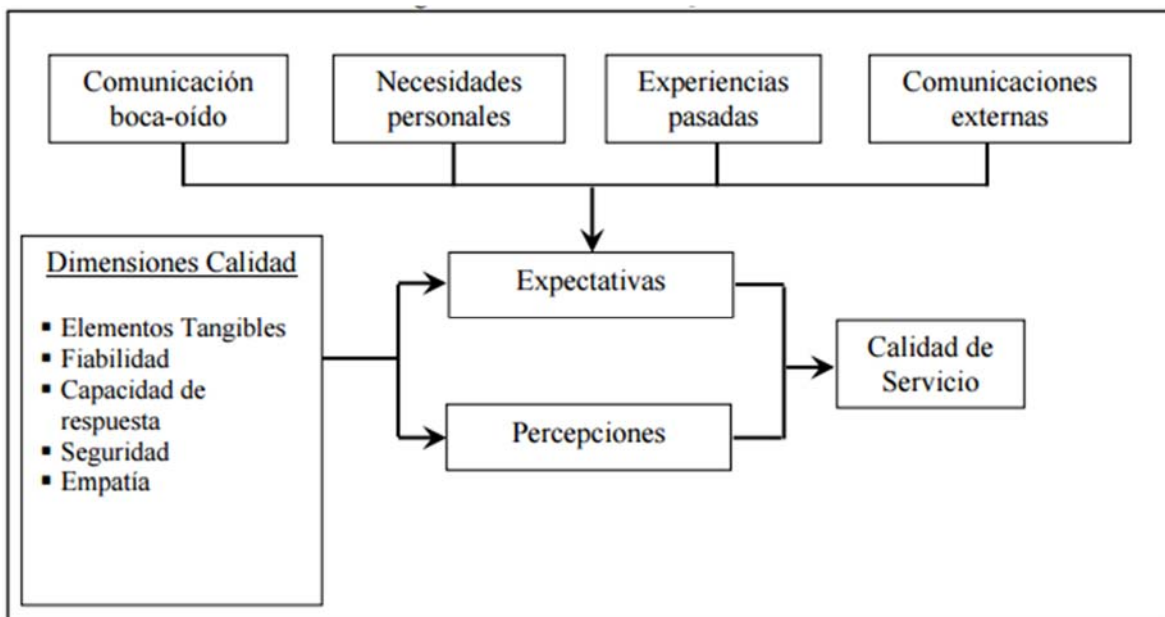 Comunicación
boca-oído
Necesidades
personales
Experiencias
pasadas
Comunicaciones
externas
Dimensiones Calidad
▪ Elementos Tangibles
▪ Fiabilidad
▪ Capacidad de
respuesta
▪ Seguridad
▪ Empatía
Expectativas
Percepciones
Calidad de
Servicio